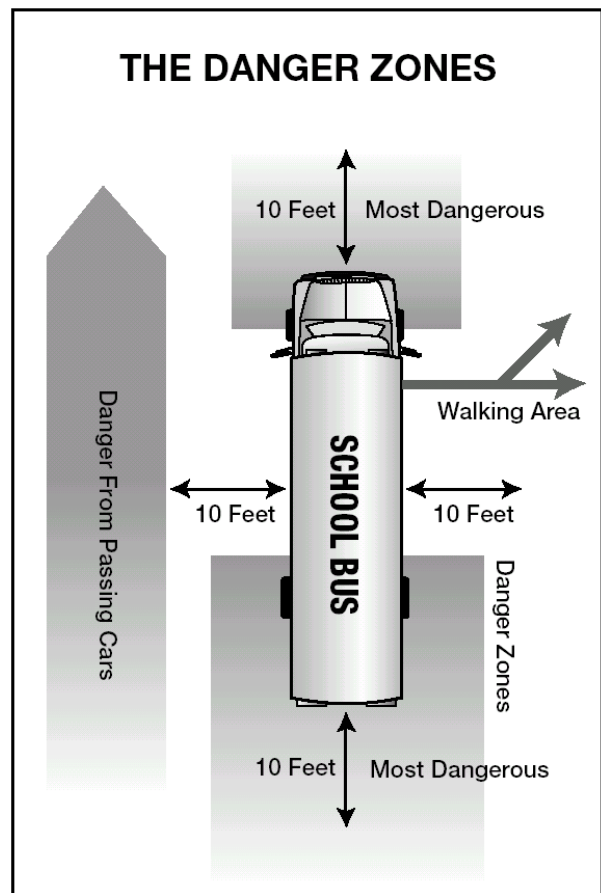 THE DANGER ZONES
10 Feet
Most Dangerous
Walking Area
SCHOOL BUS
Danger From Passing Cars
10 Feet
10 Feet
Danger Zones
10 Feet
Most Dangerous